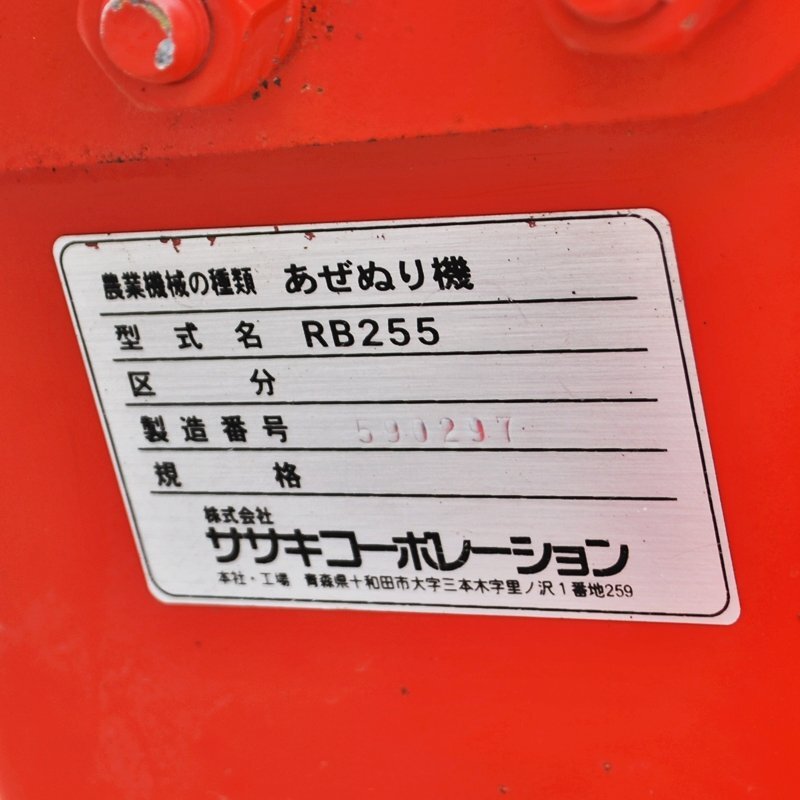 農業機械の種類 あぜぬり機
型式名 RB255
区分
製造番号 590297
規格
株式会社
ササキコーポレーション
本社・工場 青森県十和田市大字三本木字里ノ沢1番地259